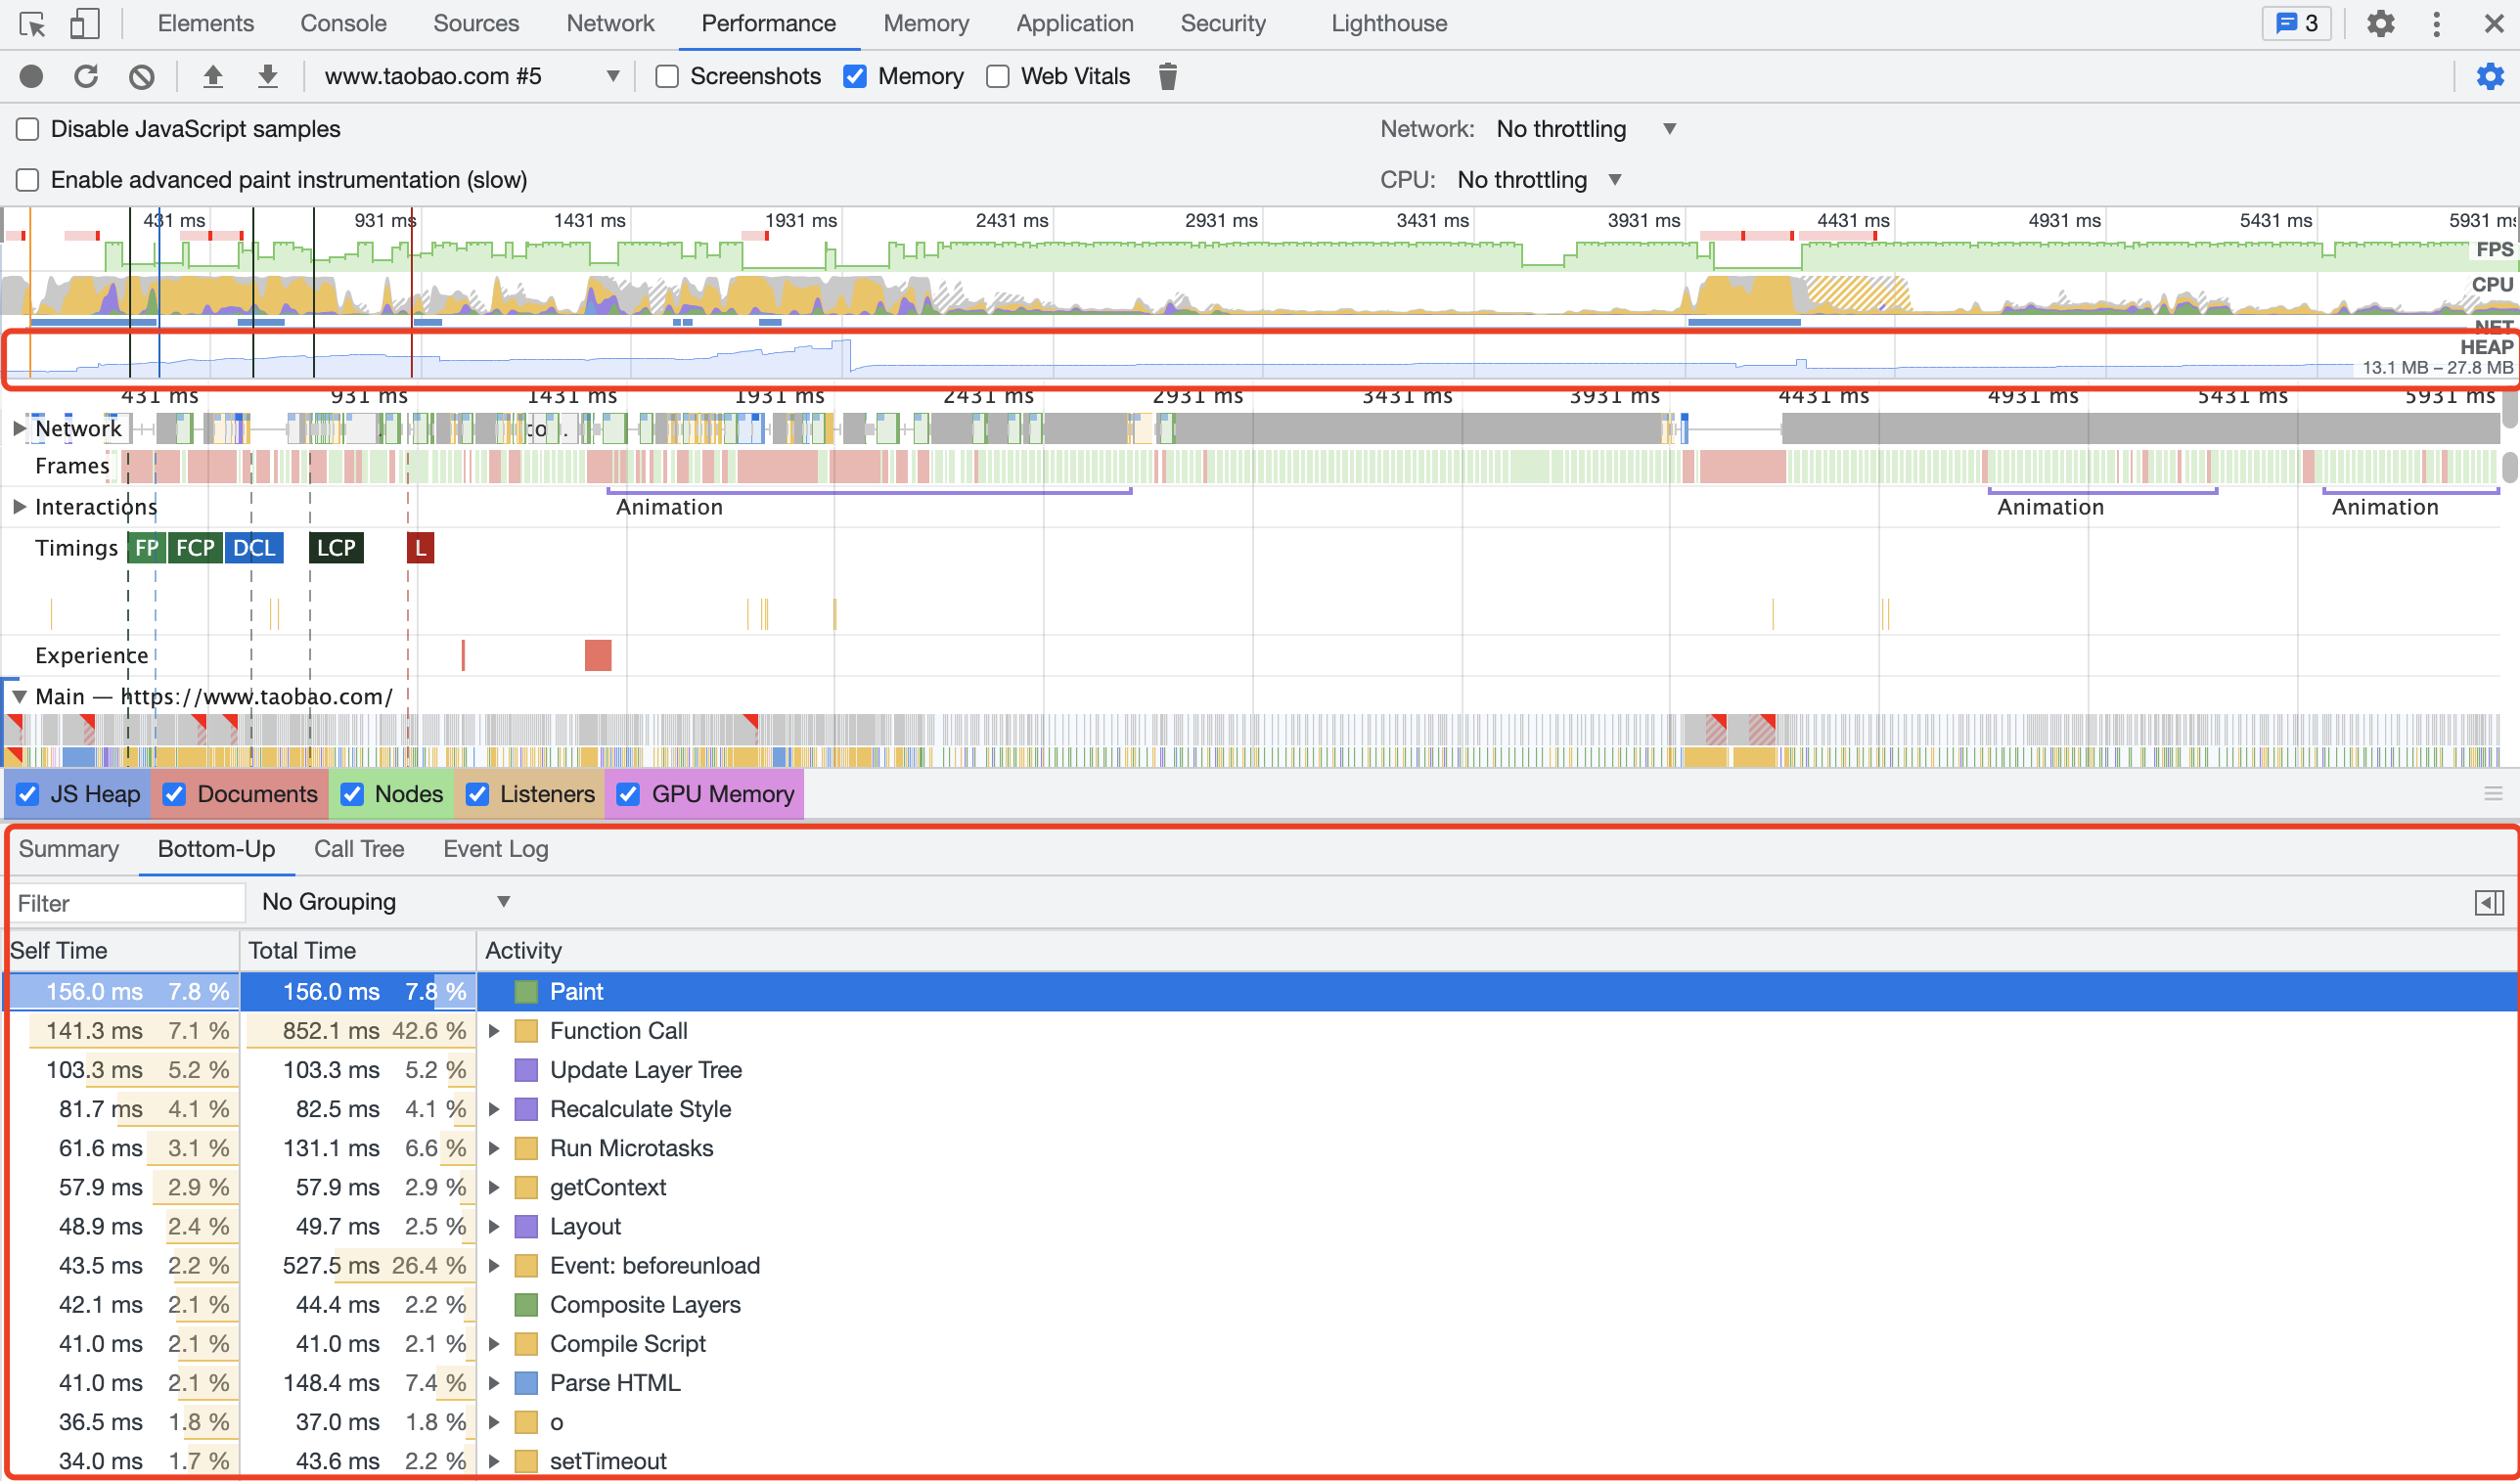 Elements Console Sources Network Performance Memory Application Security Lighthouse 3
www.taobao.com #5 Screenshots Memory Web Vitals
Disable JavaScript samples Network: No throttling
Enable advanced paint instrumentation (slow) CPU: No throttling
431 ms 931 ms 1431 ms 1931 ms 2431 ms 2931 ms 3431 ms 3931 ms 4431 ms 4931 ms 5431 ms 5931 ms
FPS
CPU
NET
HEAP
13.1 MB – 27.8 MB
431 ms 931 ms 1431 ms 1931 ms 2431 ms 2931 ms 3431 ms 3931 ms 4431 ms 4931 ms 5431 ms 5931 ms
Network
Frames
Interactions Animation Animation Animation
Timings FP FCP DCL LCP L
Experience
Main — https://www.taobao.com/
JS Heap Documents Nodes Listeners GPU Memory
Summary Bottom-Up Call Tree Event Log
Filter No Grouping
Self Time Total Time Activity
156.0 ms 7.8 % 156.0 ms 7.8 % Paint
141.3 ms 7.1 % 852.1 ms 42.6 % Function Call
103.3 ms 5.2 % 103.3 ms 5.2 % Update Layer Tree
81.7 ms 4.1 % 82.5 ms 4.1 % Recalculate Style
61.6 ms 3.1 % 131.1 ms 6.6 % Run Microtasks
57.9 ms 2.9 % 57.9 ms 2.9 % getContext
48.9 ms 2.4 % 49.7 ms 2.5 % Layout
43.5 ms 2.2 % 527.5 ms 26.4 % Event: beforeunload
42.1 ms 2.1 % 44.4 ms 2.2 % Composite Layers
41.0 ms 2.1 % 41.0 ms 2.1 % Compile Script
41.0 ms 2.1 % 148.4 ms 7.4 % Parse HTML
36.5 ms 1.8 % 37.0 ms 1.8 % o
34.0 ms 1.7 % 43.6 ms 2.2 % setTimeout